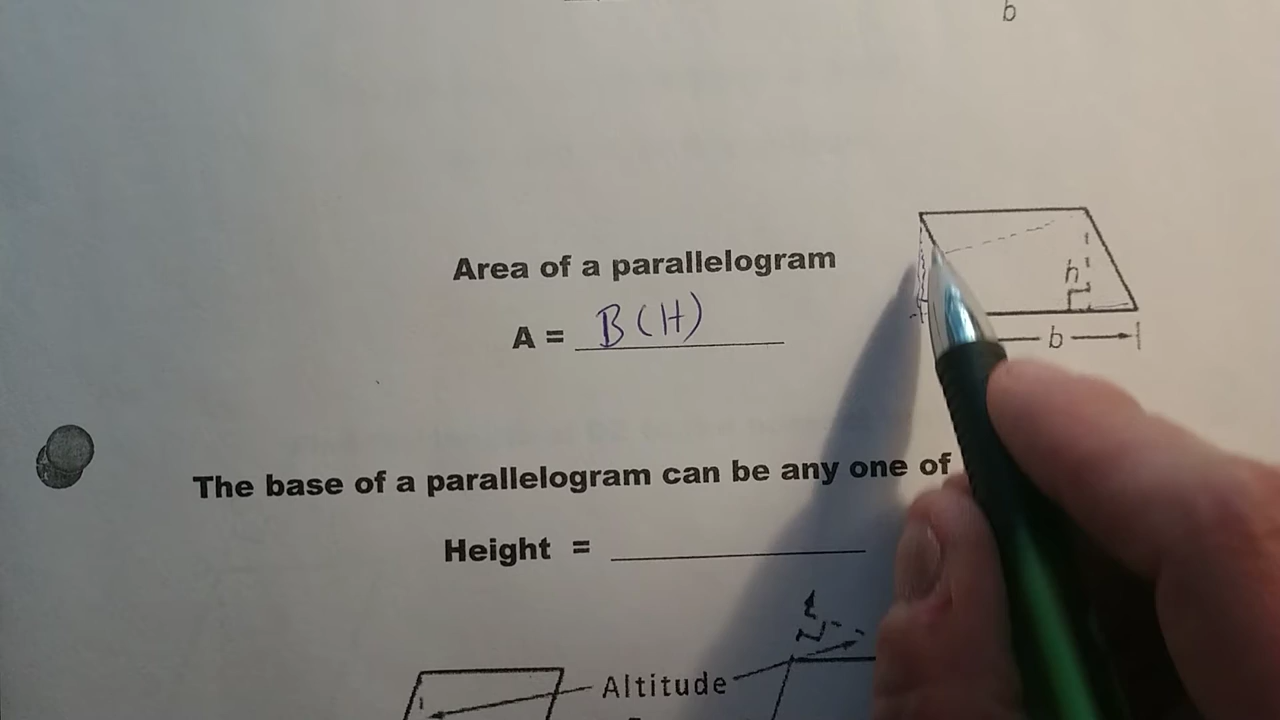 b
Area of a parallelogram
h
A = B(H)
b
The base of a parallelogram can be any one of
Height =
Altitude